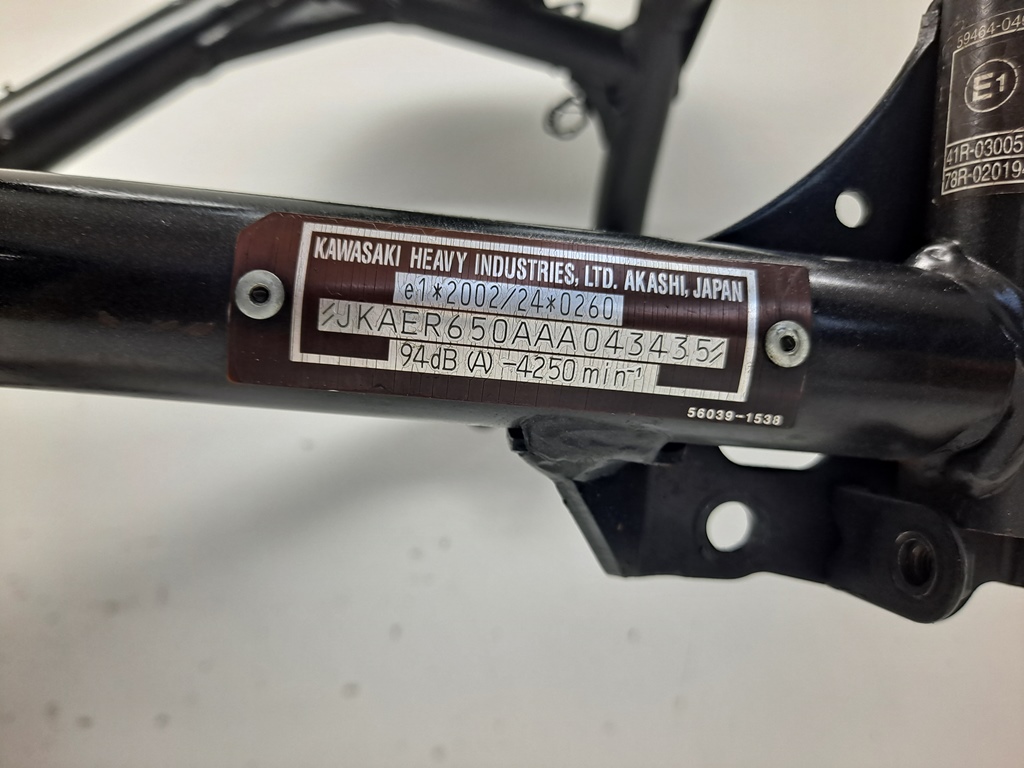 KAWASAKI HEAVY INDUSTRIES, LTD. AKASHI, JAPAN
e1*2002/24*0260
JKAER650AAA043435
94dB (A) -4250 min⁻¹
56039-1538
E1
41R-03005
78R-02019